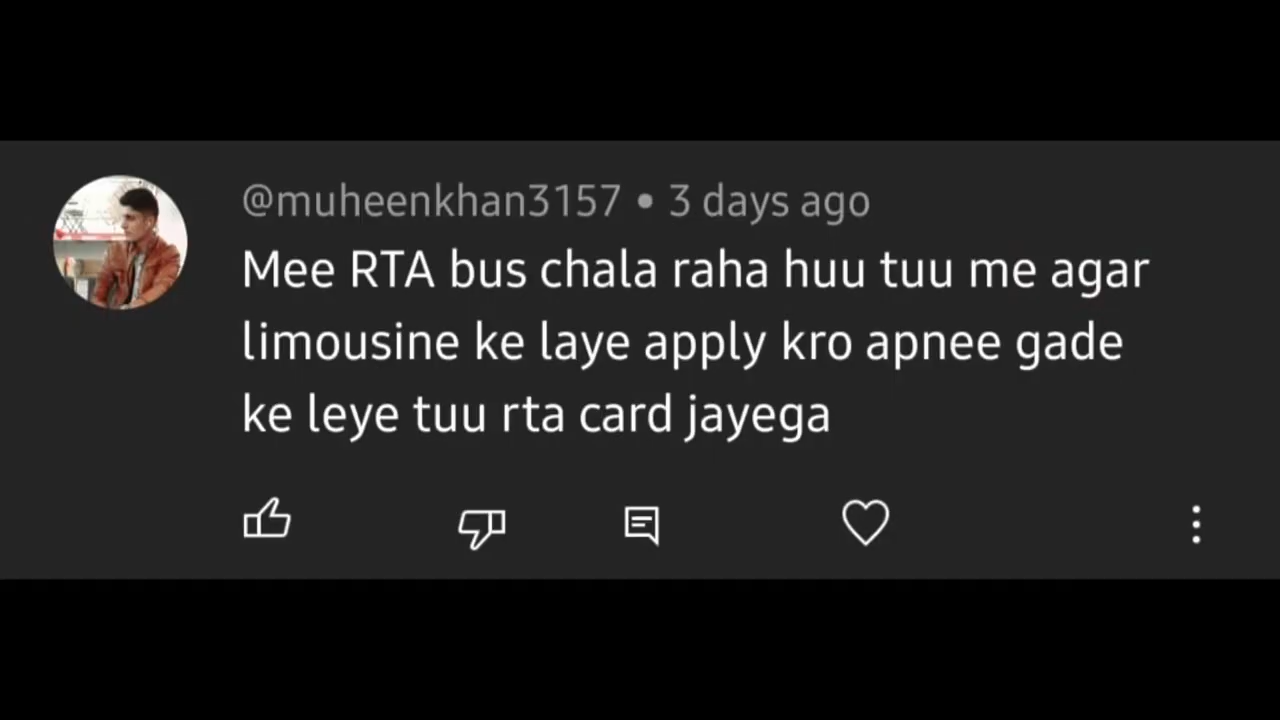 @muheenkhan3157 • 3 days ago
Mee RTA bus chala raha huu tuu me agar
limousine ke laye apply kro apnee gade
ke leye tuu rta card jayega